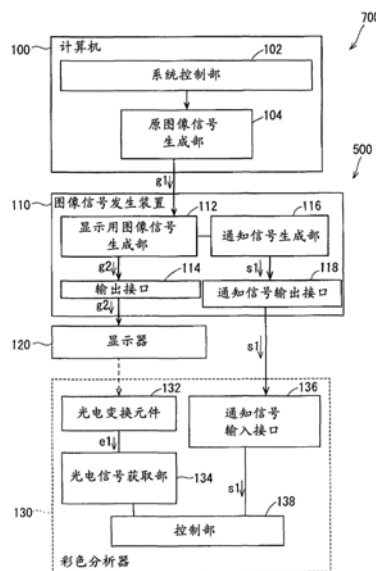 700
100
计算机
102
系统控制部
104
原图像信号
生成部
g1
500
110
图像信号发生装置
112
显示用图像信号
生成部
116
通知信号生成部
g2
114
s1
118
输出接口
通知信号输出接口
g2
120
显示器
s1
132
光电变换元件
136
通知信号
输入接口
e1
光电信号获取部
134
s1
138
130
控制部
彩色分析器